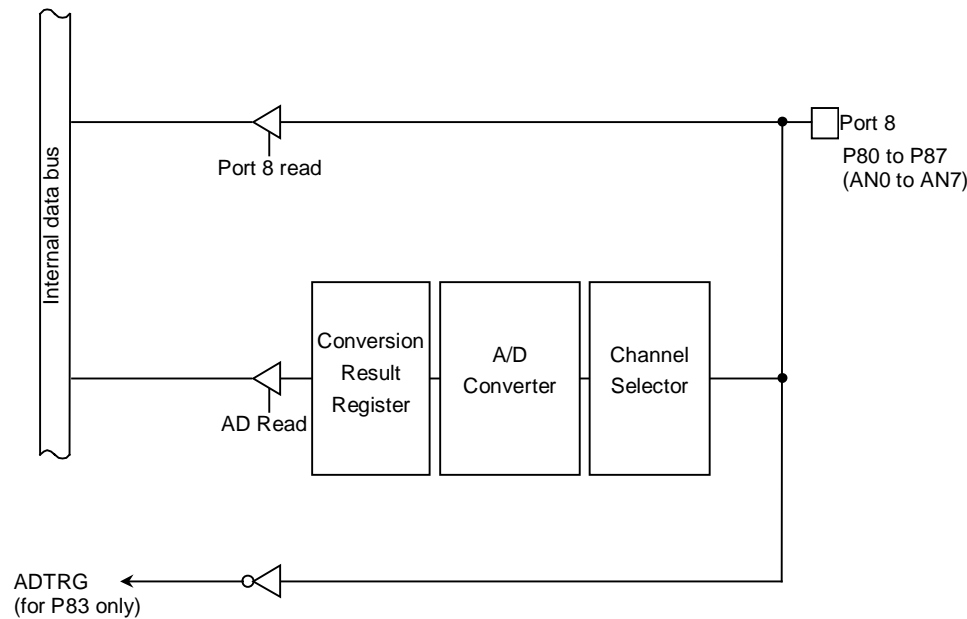 Internal data bus
Port 8 read
Port 8
P80 to P87
(AN0 to AN7)
Conversion
Result
Register
A/D
Converter
Channel
Selector
AD Read
ADTRG
(for P83 only)